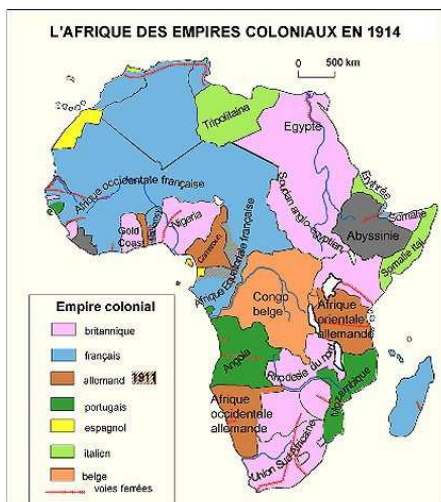 L'AFRIQUE DES EMPIRES COLONIAUX EN 1914
0 500 km
Tripolitaine
Egypte
Afrique occidentale française
Soudan anglo-égyptien
Erythrée
Somalie
Gold
Coast
Nigeria
Cameroun
Abyssinie
Somalie ital.
Afrique équatoriale française
Congo
belge
Afrique
orientale
allemande
Angola
Rhodésie du nord
Mozambique
Afrique
occidentale
allemande
Union Sud-africaine
Empire colonial
britannique
français
allemand 1911
portugais
espagnol
italien
belge
voies ferrées